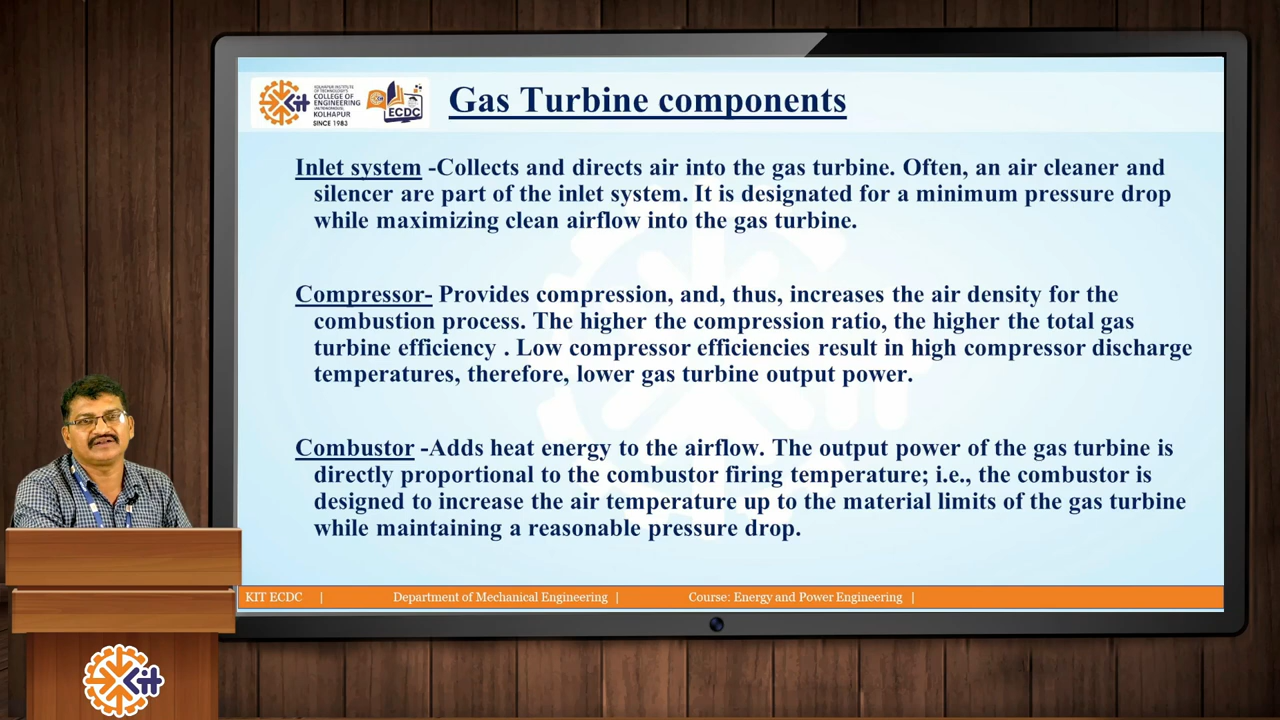 Kit
KOLHAPUR INSTITUTE
OF TECHNOLOGY'S
COLLEGE OF
ENGINEERING
(AUTONOMOUS),
KOLHAPUR
SINCE 1983
ECDC
Gas Turbine components
Inlet system -Collects and directs air into the gas turbine. Often, an air cleaner and
silencer are part of the inlet system. It is designated for a minimum pressure drop
while maximizing clean airflow into the gas turbine.
Compressor- Provides compression, and, thus, increases the air density for the
combustion process. The higher the compression ratio, the higher the total gas
turbine efficiency . Low compressor efficiencies result in high compressor discharge
temperatures, therefore, lower gas turbine output power.
Combustor -Adds heat energy to the airflow. The output power of the gas turbine is
directly proportional to the combustor firing temperature; i.e., the combustor is
designed to increase the air temperature up to the material limits of the gas turbine
while maintaining a reasonable pressure drop.
KIT ECDC | Department of Mechanical Engineering | Course: Energy and Power Engineering |
Kit